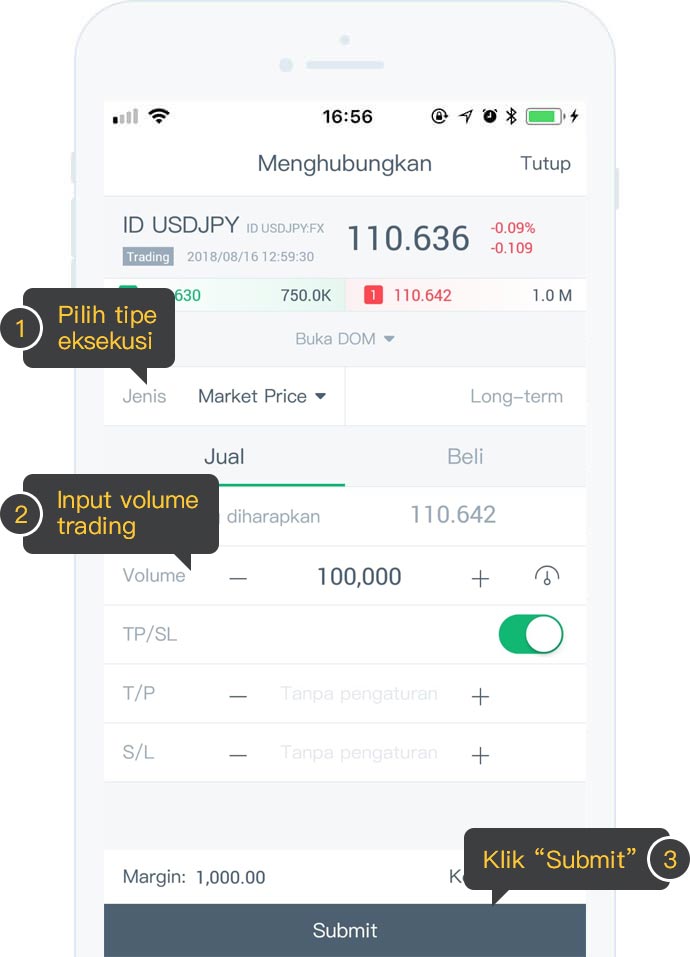 16:56
Menghubungkan Tutup
ID USDJPY ID USDJPY:FX 110.636 -0.09%
Trading 2018/08/16 12:59:30 -0.109
630 750.0K 1 110.642 1.0 M
1 Pilih tipe
eksekusi
Buka DOM
Jenis Market Price Long-term
Jual Beli
2 Input volume
trading
diharapkan 110.642
Volume — 100,000 +
TP/SL
T/P — Tanpa pengaturan +
S/L — Tanpa pengaturan +
Klik “Submit” 3
Margin: 1,000.00
Submit